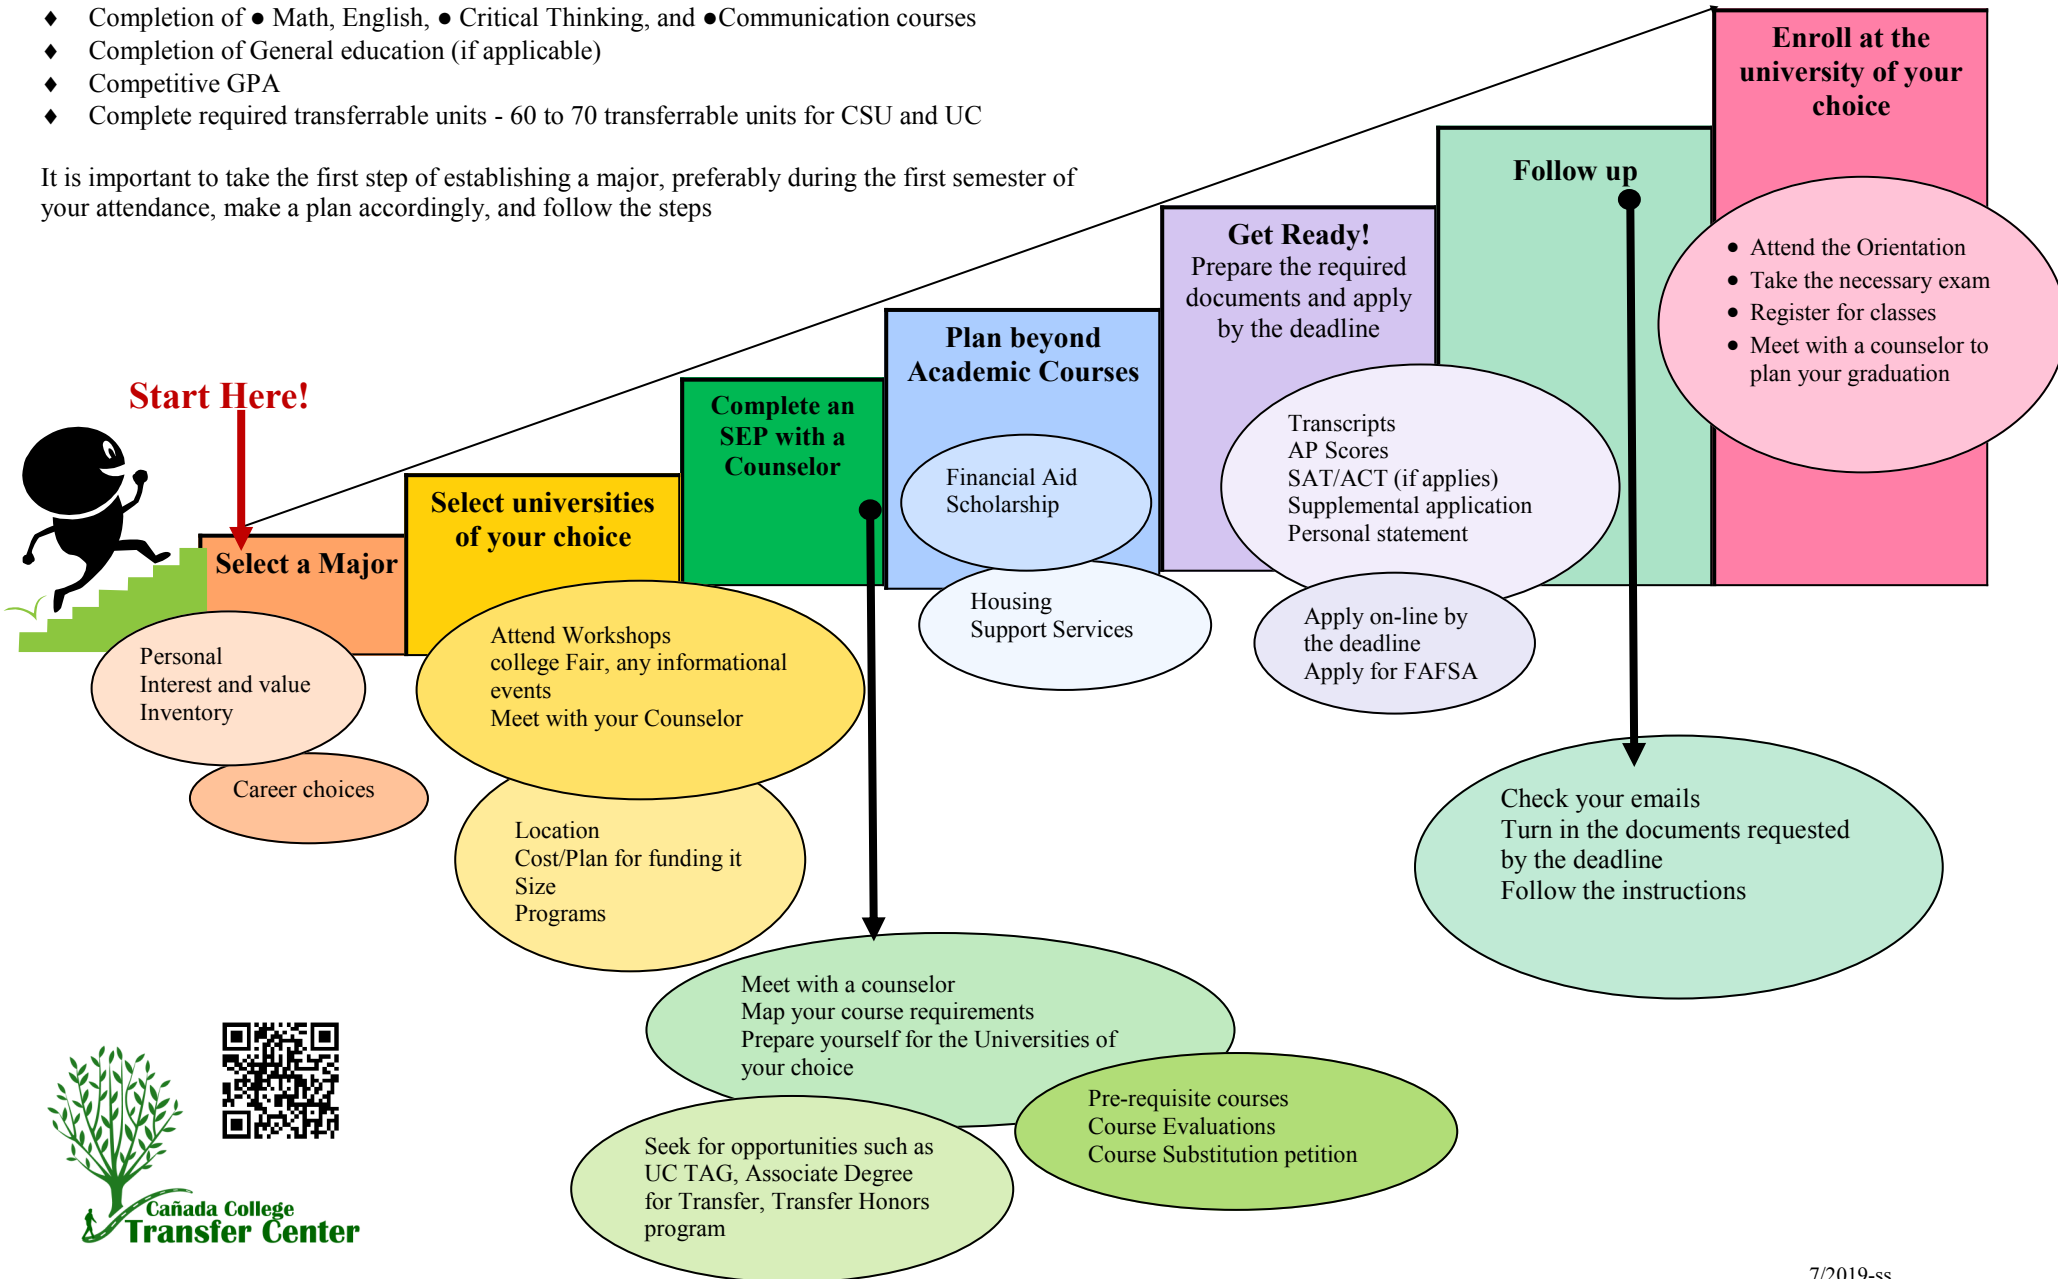 ♦ Completion of ● Math, English, ● Critical Thinking, and ●Communication courses
♦ Completion of General education (if applicable)
♦ Competitive GPA
♦ Complete required transferrable units - 60 to 70 transferrable units for CSU and UC
It is important to take the first step of establishing a major, preferably during the first semester of
your attendance, make a plan accordingly, and follow the steps
Start Here!
Select a Major
Personal
Interest and value
Inventory
Career choices
Select universities
of your choice
Attend Workshops
college Fair, any informational
events
Meet with your Counselor
Location
Cost/Plan for funding it
Size
Programs
Complete an
SEP with a
Counselor
Meet with a counselor
Map your course requirements
Prepare yourself for the Universities of
your choice
Pre-requisite courses
Course Evaluations
Course Substitution petition
Seek for opportunities such as
UC TAG, Associate Degree
for Transfer, Transfer Honors
program
Plan beyond
Academic Courses
Financial Aid
Scholarship
Housing
Support Services
Get Ready!
Prepare the required
documents and apply
by the deadline
Transcripts
AP Scores
SAT/ACT (if applies)
Supplemental application
Personal statement
Apply on-line by
the deadline
Apply for FAFSA
Follow up
Check your emails
Turn in the documents requested
by the deadline
Follow the instructions
Enroll at the
university of your
choice
● Attend the Orientation
● Take the necessary exam
● Register for classes
● Meet with a counselor to
plan your graduation
Cañada College
Transfer Center
7/2019-ss